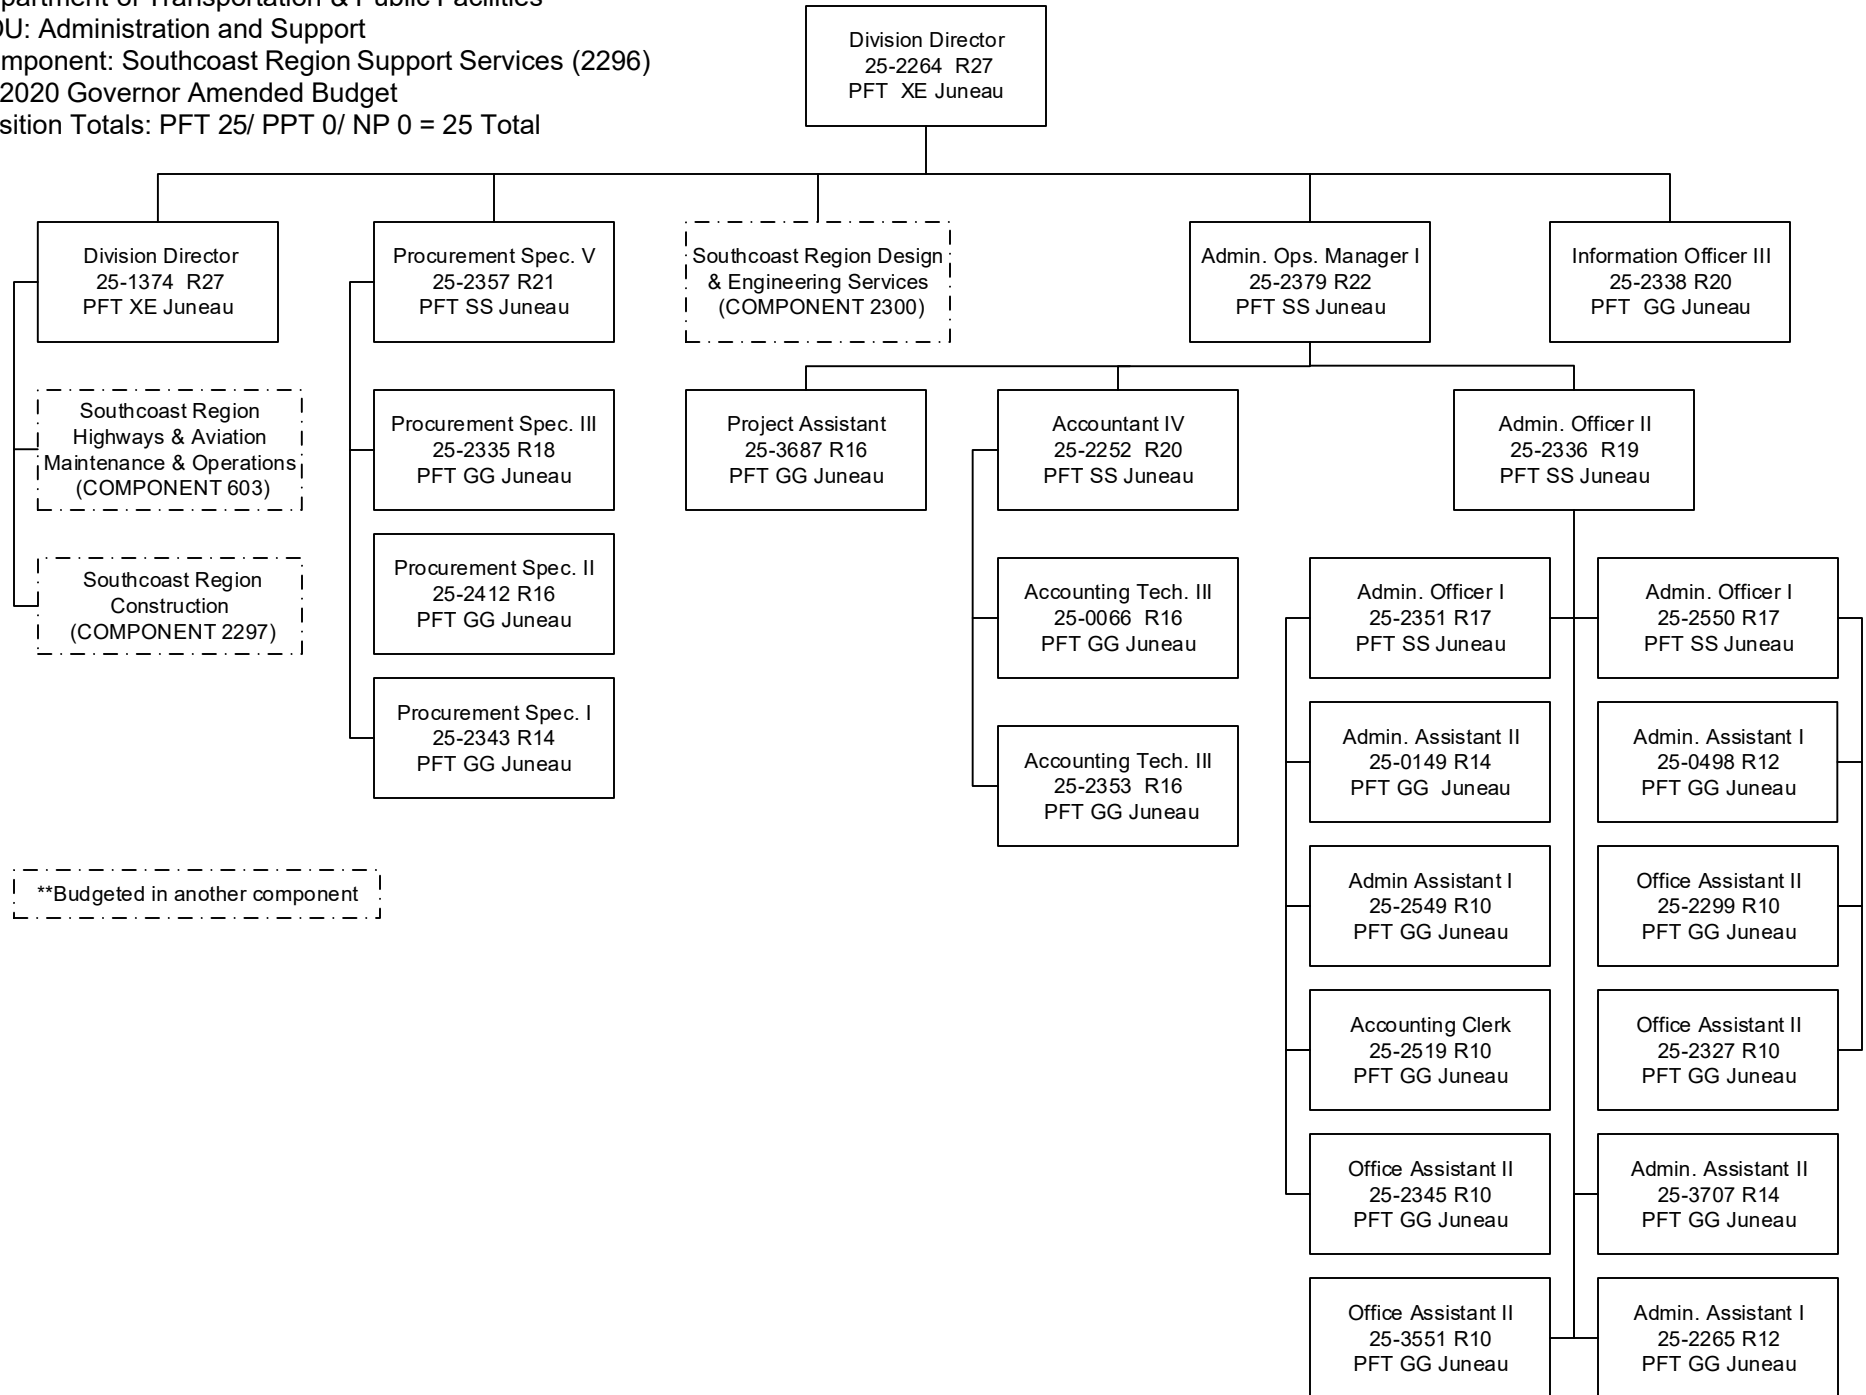 Department of Transportation & Public Facilities
RDU: Administration and Support
Component: Southcoast Region Support Services (2296)
2020 Governor Amended Budget
Position Totals: PFT 25/ PPT 0/ NP 0 = 25 Total
Division Director
25-2264 R27
PFT XE Juneau
Division Director
25-1374 R27
PFT XE Juneau
Procurement Spec. V
25-2357 R21
PFT SS Juneau
Southcoast Region Design
& Engineering Services
(COMPONENT 2300)
Admin. Ops. Manager I
25-2379 R22
PFT SS Juneau
Information Officer III
25-2338 R20
PFT GG Juneau
Southcoast Region
Highways & Aviation
Maintenance & Operations
(COMPONENT 603)
Procurement Spec. III
25-2335 R18
PFT GG Juneau
Project Assistant
25-3687 R16
PFT GG Juneau
Accountant IV
25-2252 R20
PFT SS Juneau
Admin. Officer II
25-2336 R19
PFT SS Juneau
Southcoast Region
Construction
(COMPONENT 2297)
Procurement Spec. II
25-2412 R16
PFT GG Juneau
Accounting Tech. III
25-0066 R16
PFT GG Juneau
Admin. Officer I
25-2351 R17
PFT SS Juneau
Admin. Officer I
25-2550 R17
PFT SS Juneau
Procurement Spec. I
25-2343 R14
PFT GG Juneau
Accounting Tech. III
25-2353 R16
PFT GG Juneau
Admin. Assistant II
25-0149 R14
PFT GG Juneau
Admin. Assistant I
25-0498 R12
PFT GG Juneau
**Budgeted in another component
Admin Assistant I
25-2549 R10
PFT GG Juneau
Office Assistant II
25-2299 R10
PFT GG Juneau
Accounting Clerk
25-2519 R10
PFT GG Juneau
Office Assistant II
25-2327 R10
PFT GG Juneau
Office Assistant II
25-2345 R10
PFT GG Juneau
Admin. Assistant II
25-3707 R14
PFT GG Juneau
Office Assistant II
25-3551 R10
PFT GG Juneau
Admin. Assistant I
25-2265 R12
PFT GG Juneau